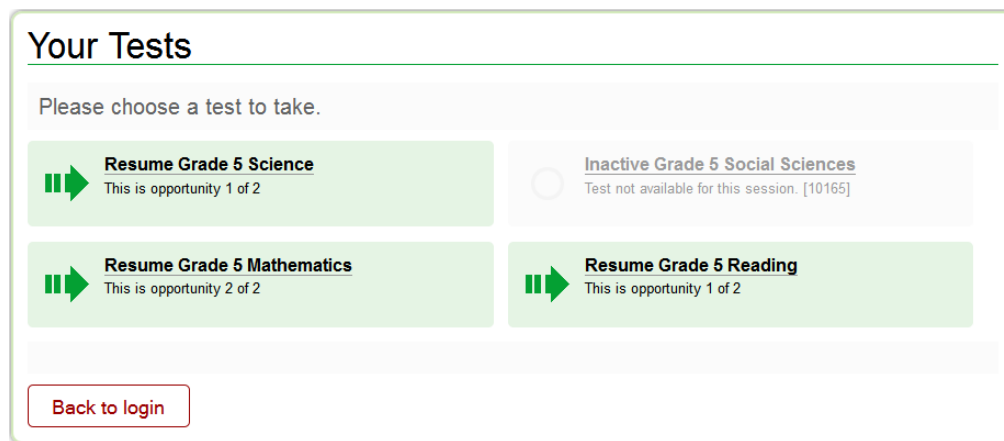 Your Tests
Please choose a test to take.
Resume Grade 5 Science
This is opportunity 1 of 2
Inactive Grade 5 Social Sciences
Test not available for this session. [10165]
Resume Grade 5 Mathematics
This is opportunity 2 of 2
Resume Grade 5 Reading
This is opportunity 1 of 2
Back to login